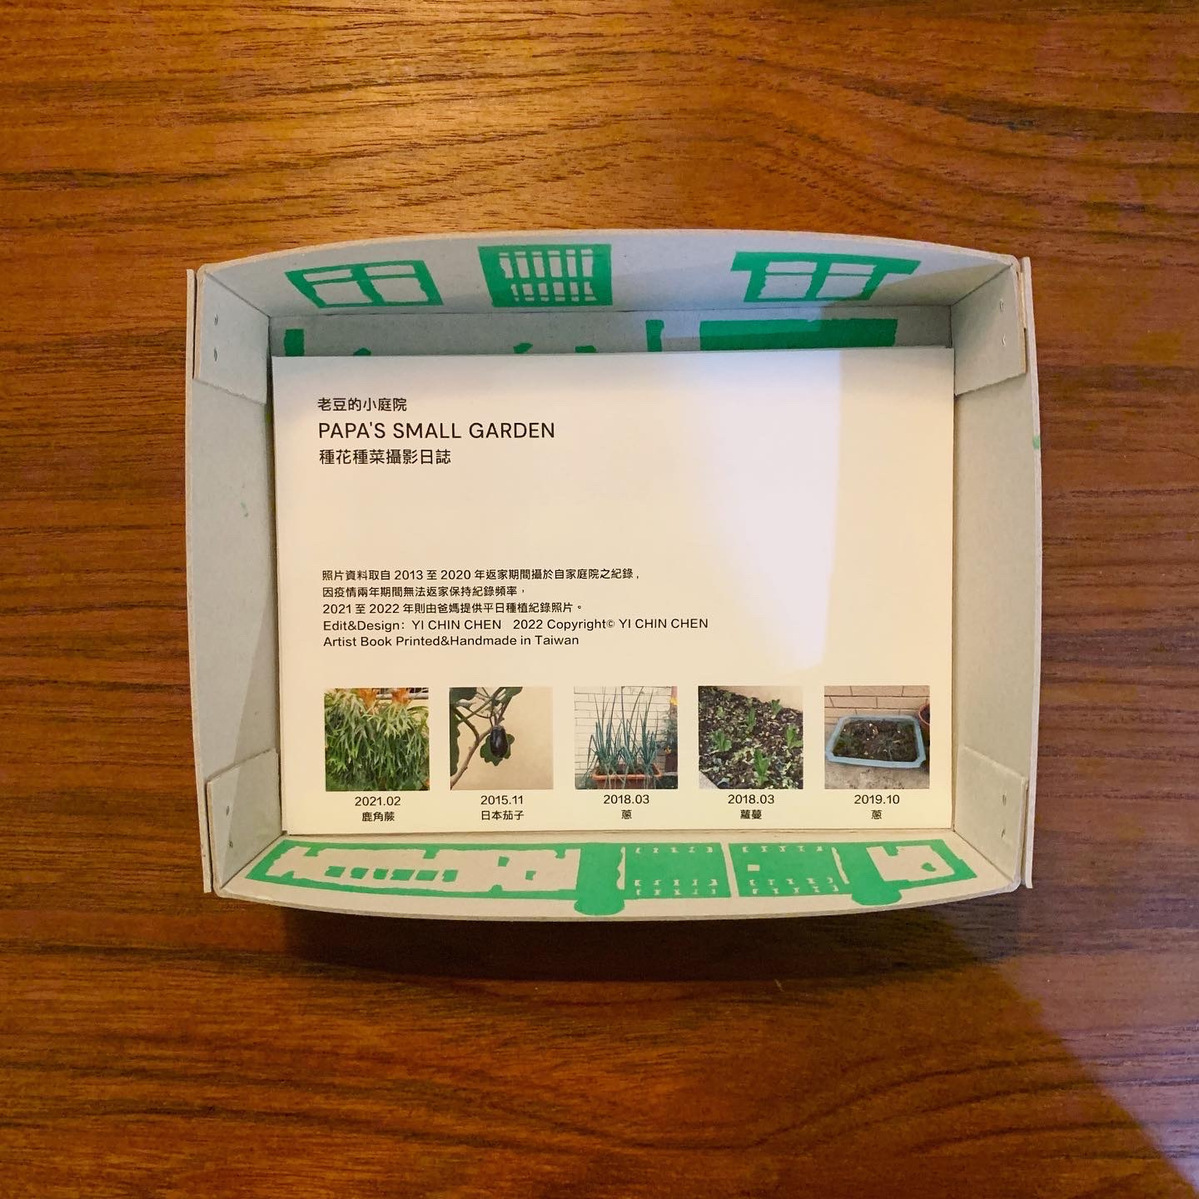 老豆的小庭院
PAPA'S SMALL GARDEN
種花種菜攝影日誌
照片資料取自 2013 至 2020 年返家期間攝於自家庭院之紀錄，
因疫情兩年期間無法返家保持紀錄頻率，
2021 至 2022 年則由爸媽提供平日種植紀錄照片。
Edit&Design： YI CHIN CHEN 2022 Copyright© YI CHIN CHEN
Artist Book Printed&Handmade in Taiwan
2021.02
鹿角蕨
2015.11
日本茄子
2018.03
蔥
2018.03
蘿蔓
2019.10
蔥